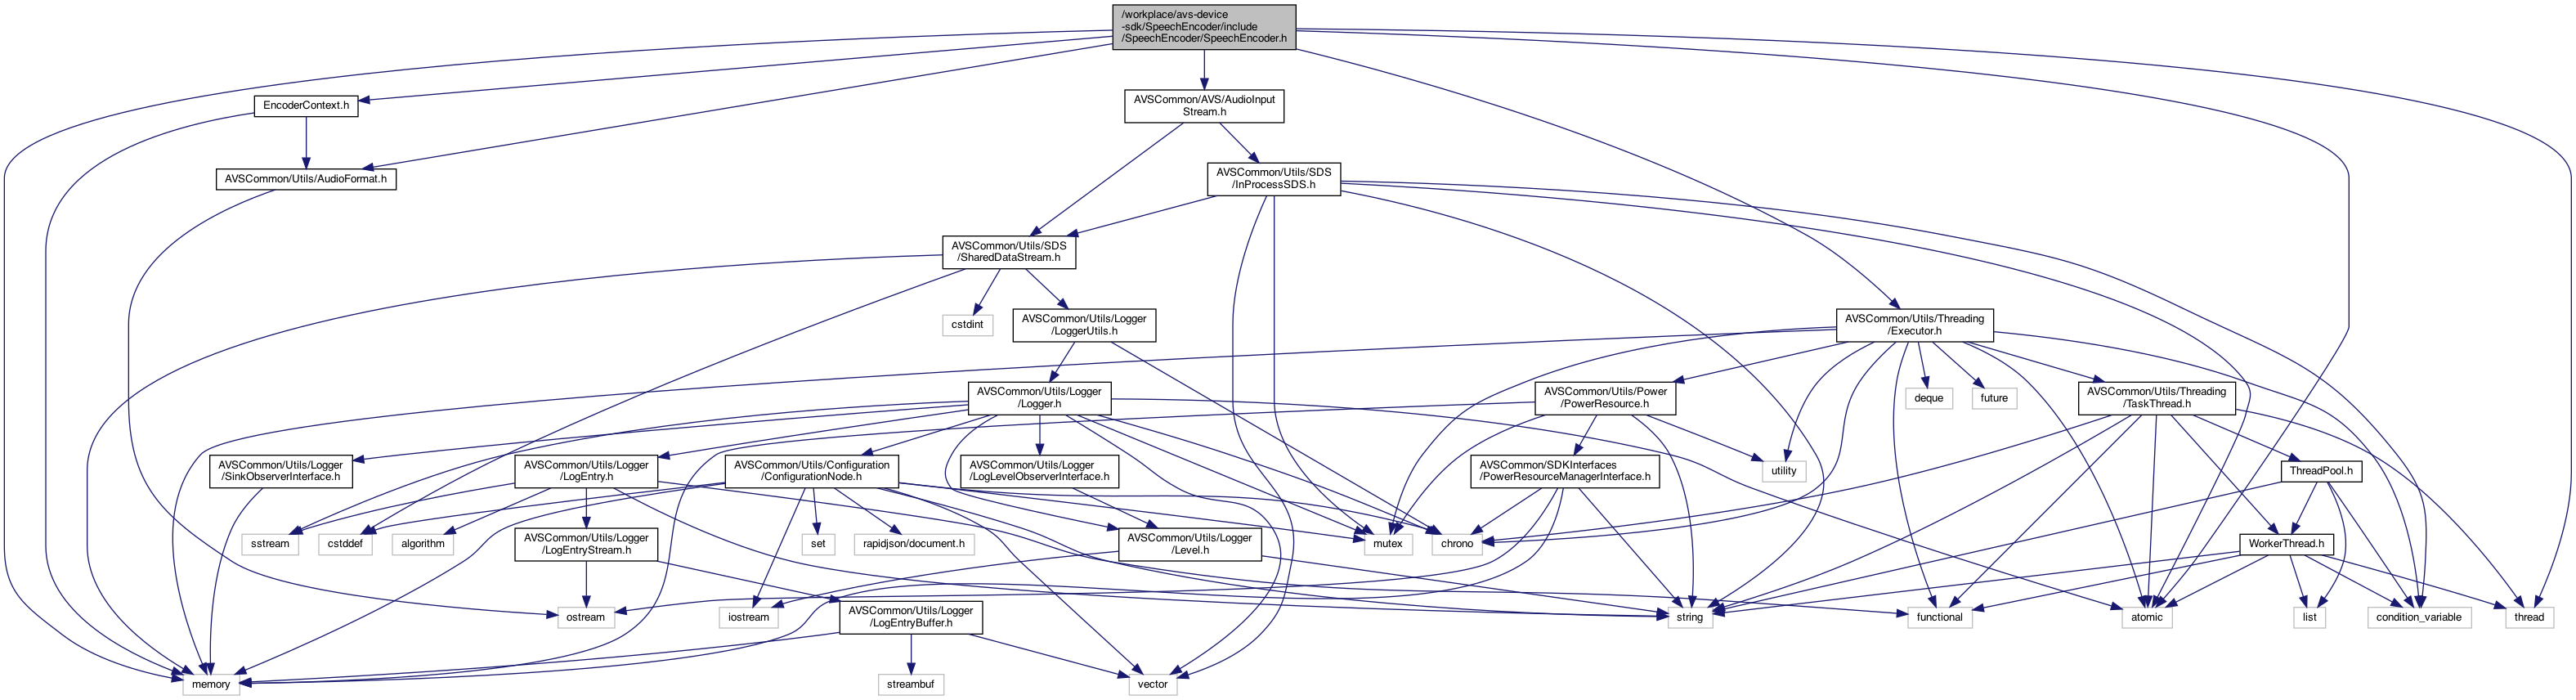 /workplace/avs-device
-sdk/SpeechEncoder/include
/SpeechEncoder/SpeechEncoder.h
EncoderContext.h
AVSCommon/AVS/AudioInput
Stream.h
AVSCommon/Utils/AudioFormat.h
AVSCommon/Utils/SDS
/InProcessSDS.h
AVSCommon/Utils/SDS
/SharedDataStream.h
cstdint
AVSCommon/Utils/Logger
/LoggerUtils.h
AVSCommon/Utils/Threading
/Executor.h
AVSCommon/Utils/Logger
/Logger.h
AVSCommon/Utils/Power
/PowerResource.h
deque
future
AVSCommon/Utils/Threading
/TaskThread.h
AVSCommon/Utils/Logger
/SinkObserverInterface.h
AVSCommon/Utils/Logger
/LogEntry.h
AVSCommon/Utils/Configuration
/ConfigurationNode.h
AVSCommon/Utils/Logger
/LogLevelObserverInterface.h
AVSCommon/SDKInterfaces
/PowerResourceManagerInterface.h
utility
ThreadPool.h
sstream
cstddef
algorithm
AVSCommon/Utils/Logger
/LogEntryStream.h
set
rapidjson/document.h
AVSCommon/Utils/Logger
/Level.h
mutex
chrono
WorkerThread.h
ostream
iostream
AVSCommon/Utils/Logger
/LogEntryBuffer.h
string
functional
atomic
list
condition_variable
thread
memory
streambuf
vector